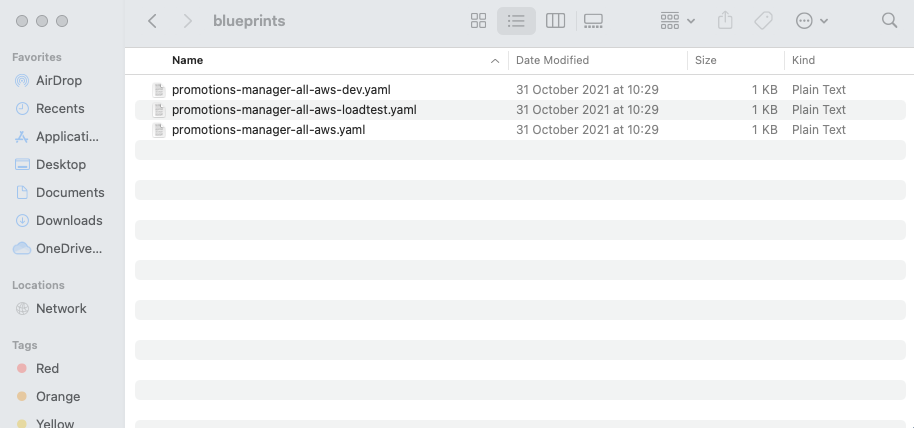 blueprints
Favorites
AirDrop
Recents
Applicati...
Desktop
Documents
Downloads
OneDrive...
Locations
Network
Tags
Red
Orange
Yellow
Name Date Modified Size Kind
promotions-manager-all-aws-dev.yaml 31 October 2021 at 10:29 1 KB Plain Text
promotions-manager-all-aws-loadtest.yaml 31 October 2021 at 10:29 1 KB Plain Text
promotions-manager-all-aws.yaml 31 October 2021 at 10:29 1 KB Plain Text